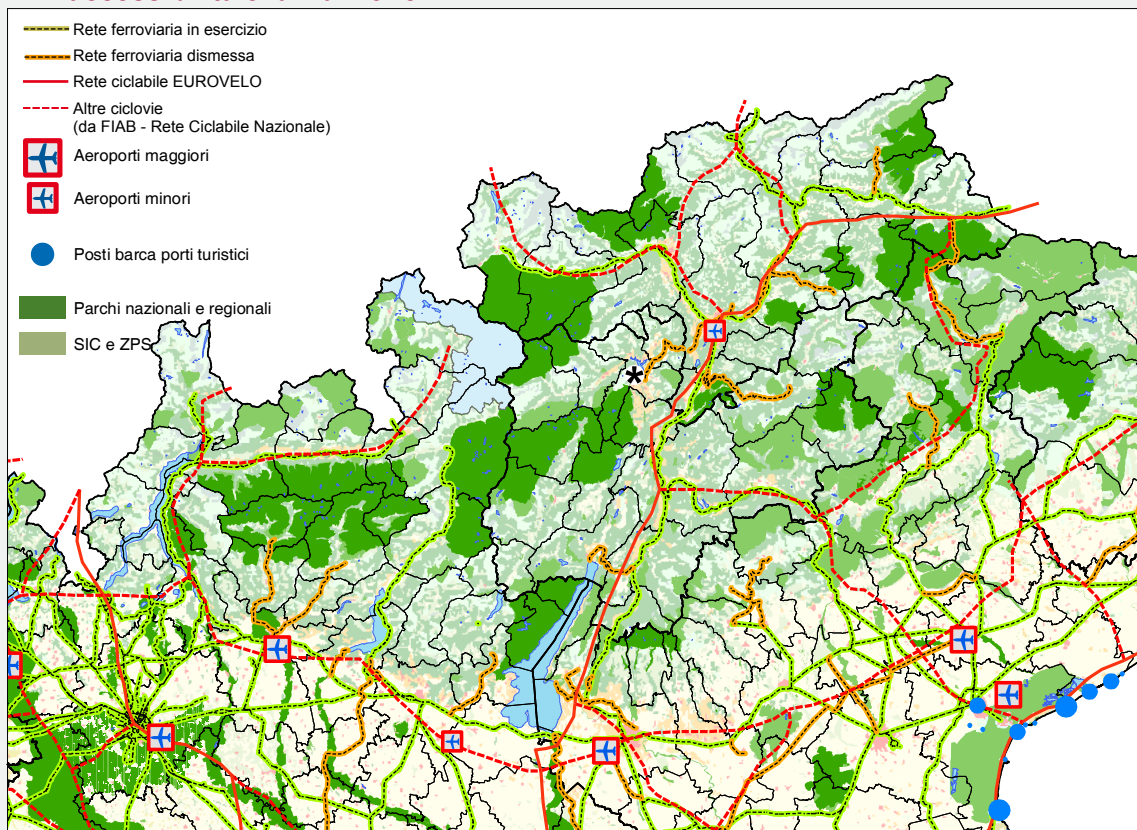 Rete ferroviaria in esercizio
Rete ferroviaria dismessa
Rete ciclabile EUROVELO
Altre ciclovie
(da FIAB - Rete Ciclabile Nazionale)
Aeroporti maggiori
Aeroporti minori
Posti barca porti turistici
Parchi nazionali e regionali
SIC e ZPS
*